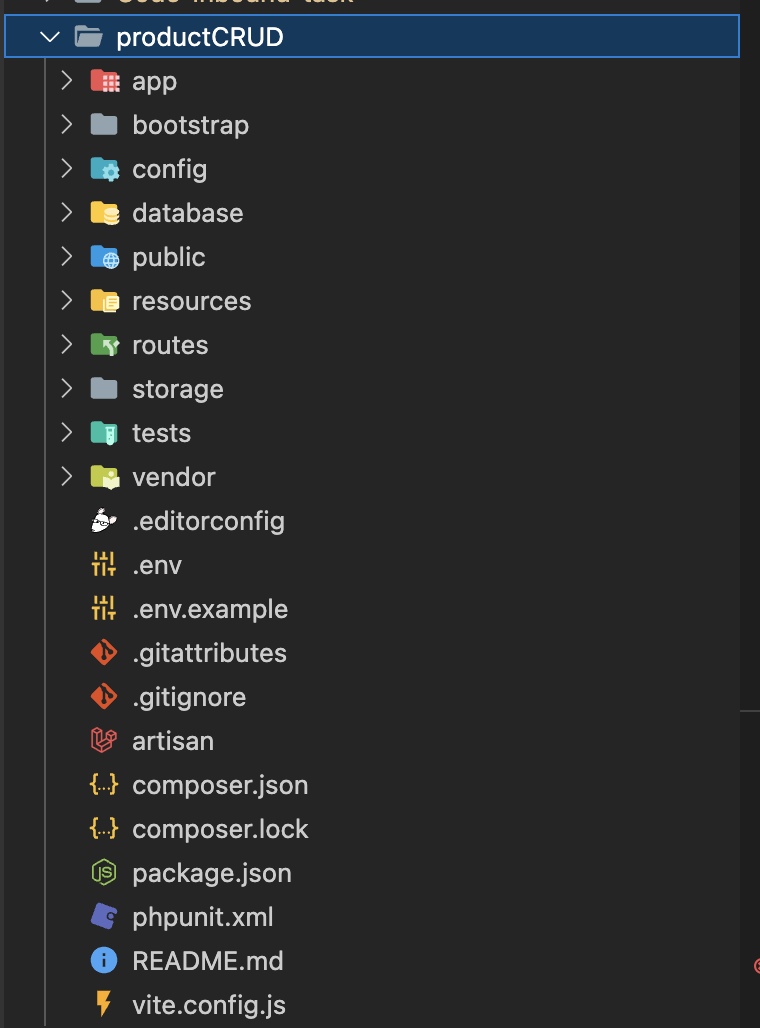 productCRUD
app
bootstrap
config
database
public
resources
routes
storage
tests
vendor
.editorconfig
.env
.env.example
.gitattributes
.gitignore
artisan
composer.json
composer.lock
package.json
phpunit.xml
README.md
vite.config.js